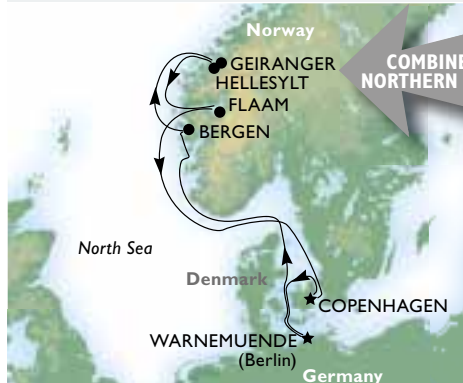 Norway
GEIRANGER
HELLESYLT
FLAAM
BERGEN
COMBINE
NORTHERN
North Sea
Denmark
COPENHAGEN
WARNEMUENDE
(Berlin)
Germany